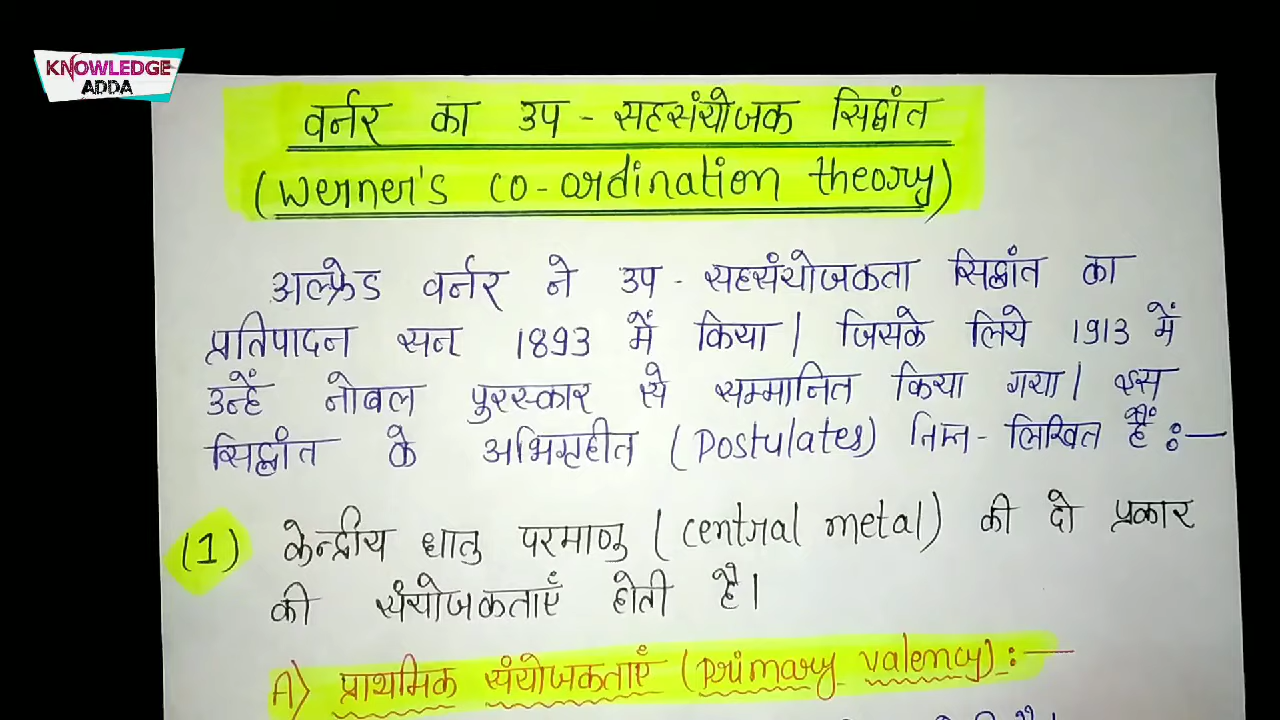 KNOWLEDGE
ADDA
वर्नर का उप - सहसंयोजक सिद्धांत
(Werner's co-ordination theory)
अल्फ्रेड वर्नर ने उप - सहसंयोजकता सिद्धांत का
प्रतिपादन सन् 1893 में किया। जिसके लिये 1913 में
उन्हें नोबल पुरस्कार से सम्मानित किया गया। इस
सिद्धांत के अभिग्रहीत (Postulates) निम्न - लिखित हैं :—
(1) केन्द्रीय धातु परमाणु (central metal) की दो प्रकार
की संयोजकताएँ होती है।
A) प्राथमिक संयोजकताएँ (Primary valency) :—